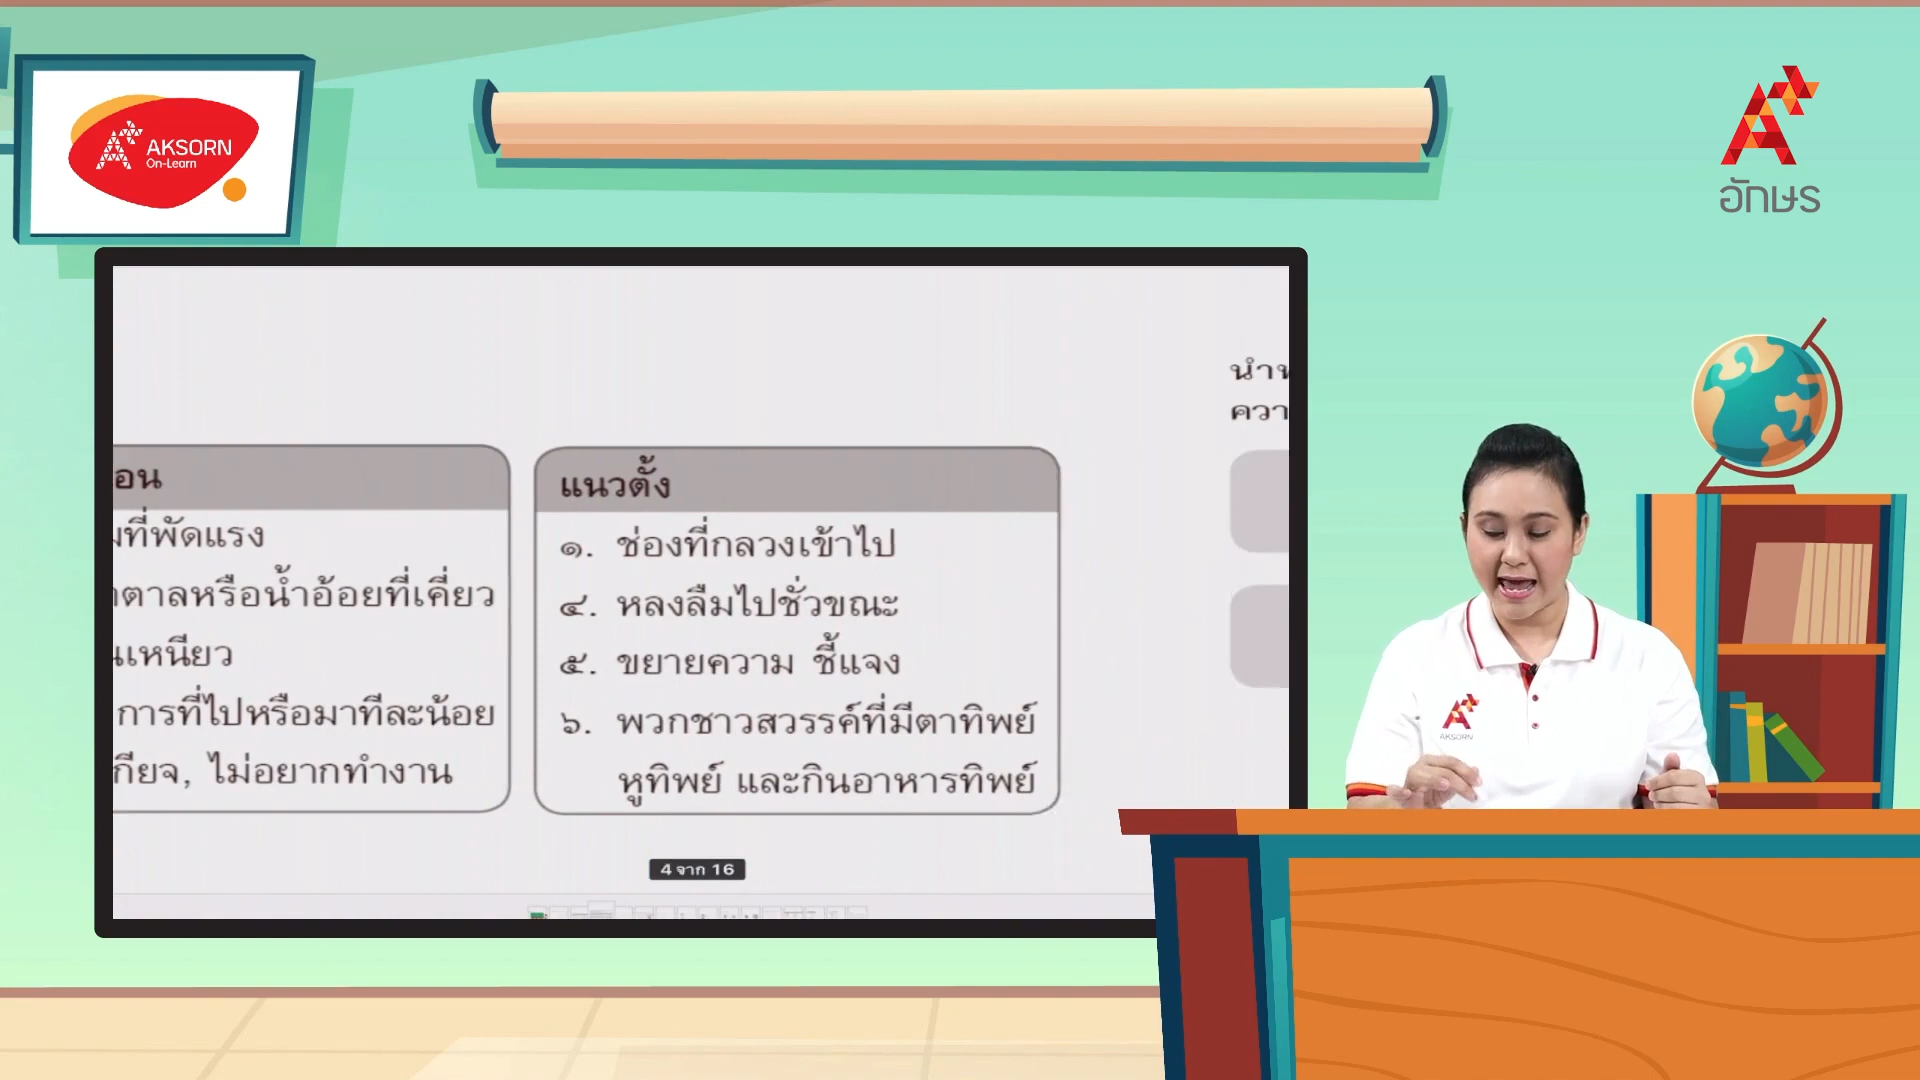 AKSORN
On-Learn
อักษร
นำ
ควา
อน
ที่พัดแรง
ตาลหรือน้ำอ้อยที่เคี่ยว
เหนียว
การที่ไปหรือมาทีละน้อย
กียจ, ไม่อยากทำงาน
แนวตั้ง
๑. ช่องที่กลวงเข้าไป
๔. หลงลืมไปชั่วขณะ
๕. ขยายความ ชี้แจง
๖. พวกชาวสวรรค์ที่มีตาทิพย์
หูทิพย์ และกินอาหารทิพย์
4 จาก 16
AKSORN